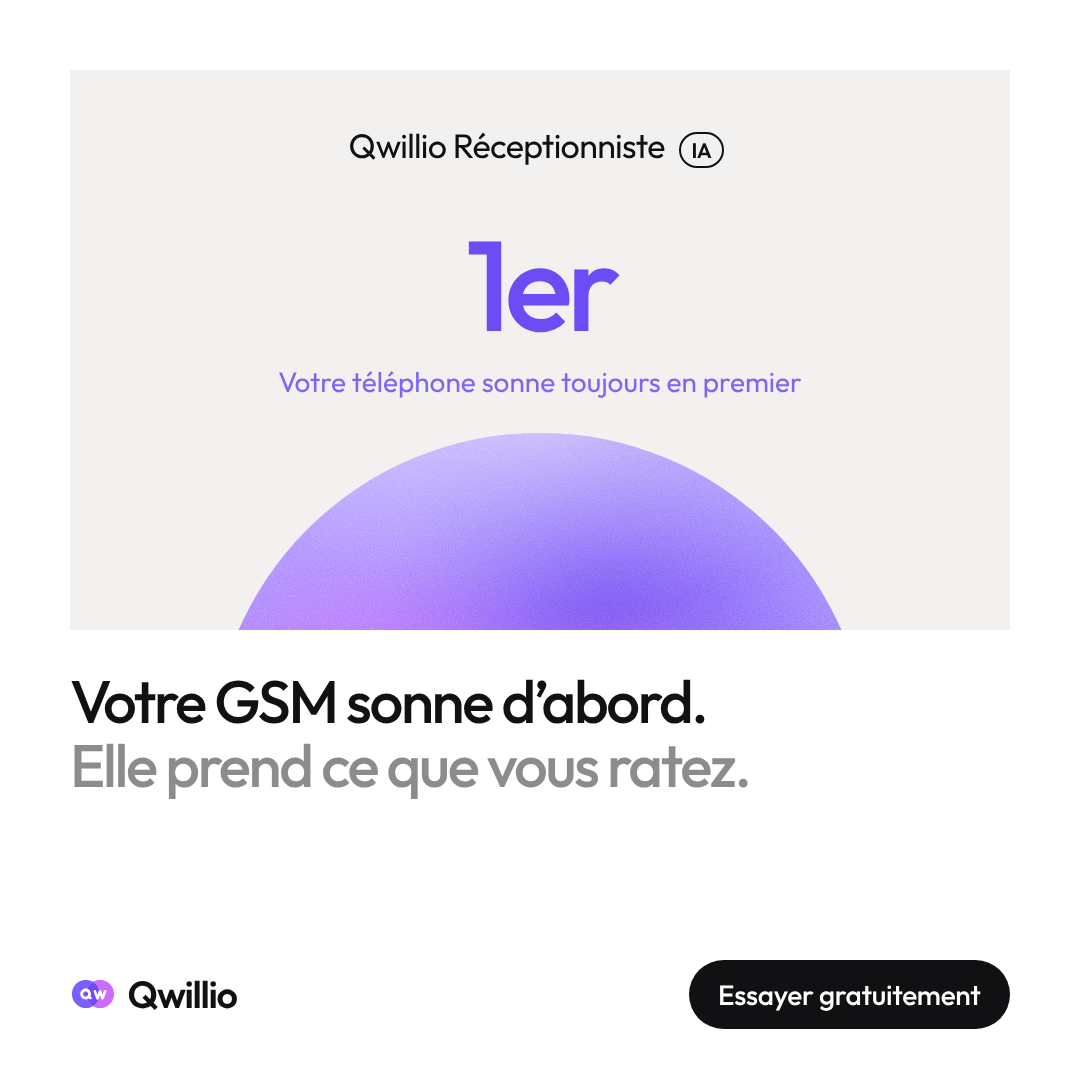 Qwillio Réceptionniste IA
1er
Votre téléphone sonne toujours en premier
Votre GSM sonne d’abord.
Elle prend ce que vous ratez.
QW Qwillio
Essayer gratuitement